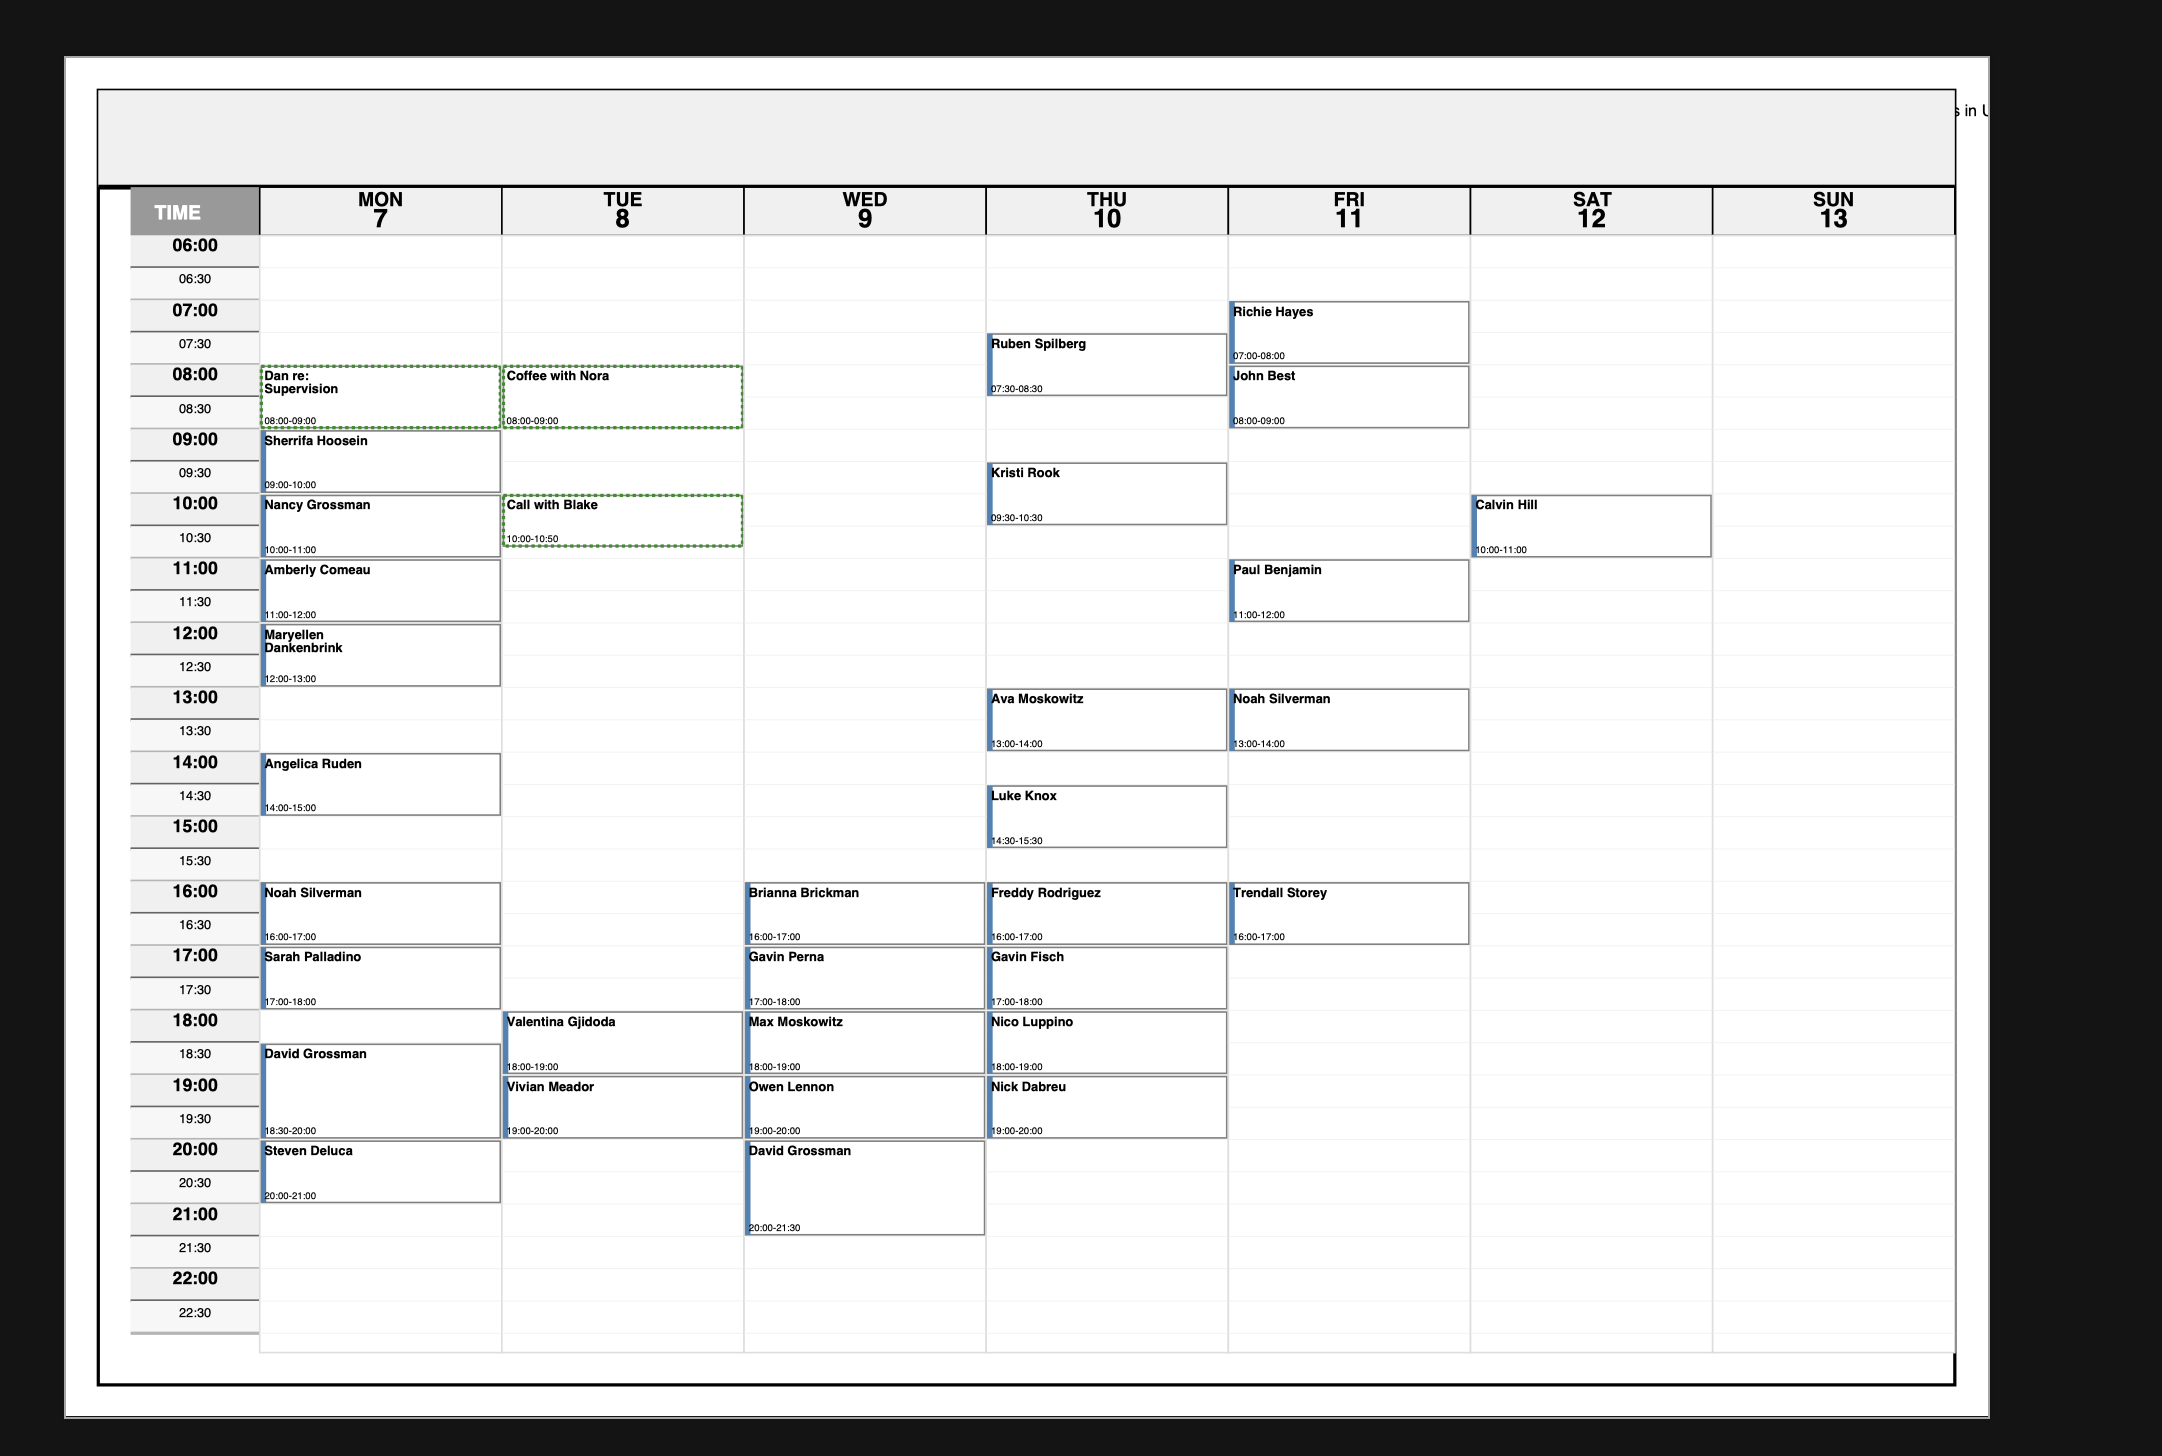 s in U
TIME
MON
7
TUE
8
WED
9
THU
10
FRI
11
SAT
12
SUN
13
06:00
06:30
07:00
Richie Hayes
07:00-08:00
07:30
Ruben Spilberg
07:30-08:30
08:00
Dan re:
Supervision
08:00-09:00
Coffee with Nora
08:00-09:00
John Best
08:00-09:00
08:30
09:00
Sherrifa Hoosein
09:00-10:00
09:30
Kristi Rook
09:30-10:30
10:00
Nancy Grossman
10:00-11:00
Call with Blake
10:00-10:50
Calvin Hill
10:00-11:00
10:30
11:00
Amberly Comeau
11:00-12:00
Paul Benjamin
11:00-12:00
11:30
12:00
Maryellen
Dankenbrink
12:00-13:00
12:30
13:00
Ava Moskowitz
13:00-14:00
Noah Silverman
13:00-14:00
13:30
14:00
Angelica Ruden
14:00-15:00
14:30
Luke Knox
14:30-15:30
15:00
15:30
16:00
Noah Silverman
16:00-17:00
Brianna Brickman
16:00-17:00
Freddy Rodriguez
16:00-17:00
Trendall Storey
16:00-17:00
16:30
17:00
Sarah Palladino
17:00-18:00
Gavin Perna
17:00-18:00
Gavin Fisch
17:00-18:00
17:30
18:00
Valentina Gjidoda
18:00-19:00
Max Moskowitz
18:00-19:00
Nico Luppino
18:00-19:00
18:30
David Grossman
18:30-20:00
19:00
Vivian Meador
19:00-20:00
Owen Lennon
19:00-20:00
Nick Dabreu
19:00-20:00
19:30
20:00
Steven Deluca
20:00-21:00
David Grossman
20:00-21:30
20:30
21:00
21:30
22:00
22:30